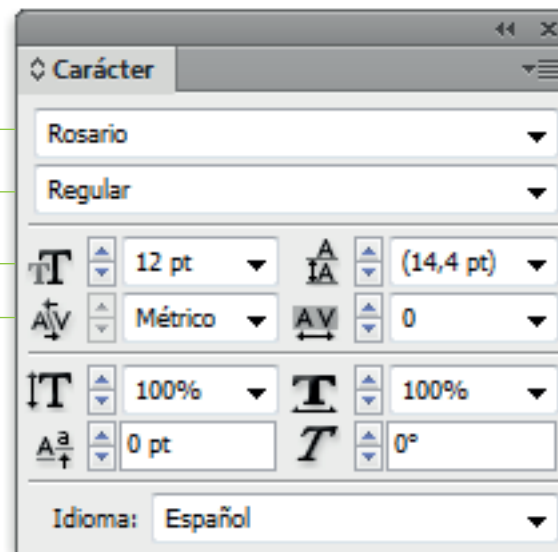 Carácter
Rosario
Regular
12 pt (14,4 pt)
Métrico 0
100% 100%
0 pt 0°
Idioma: Español